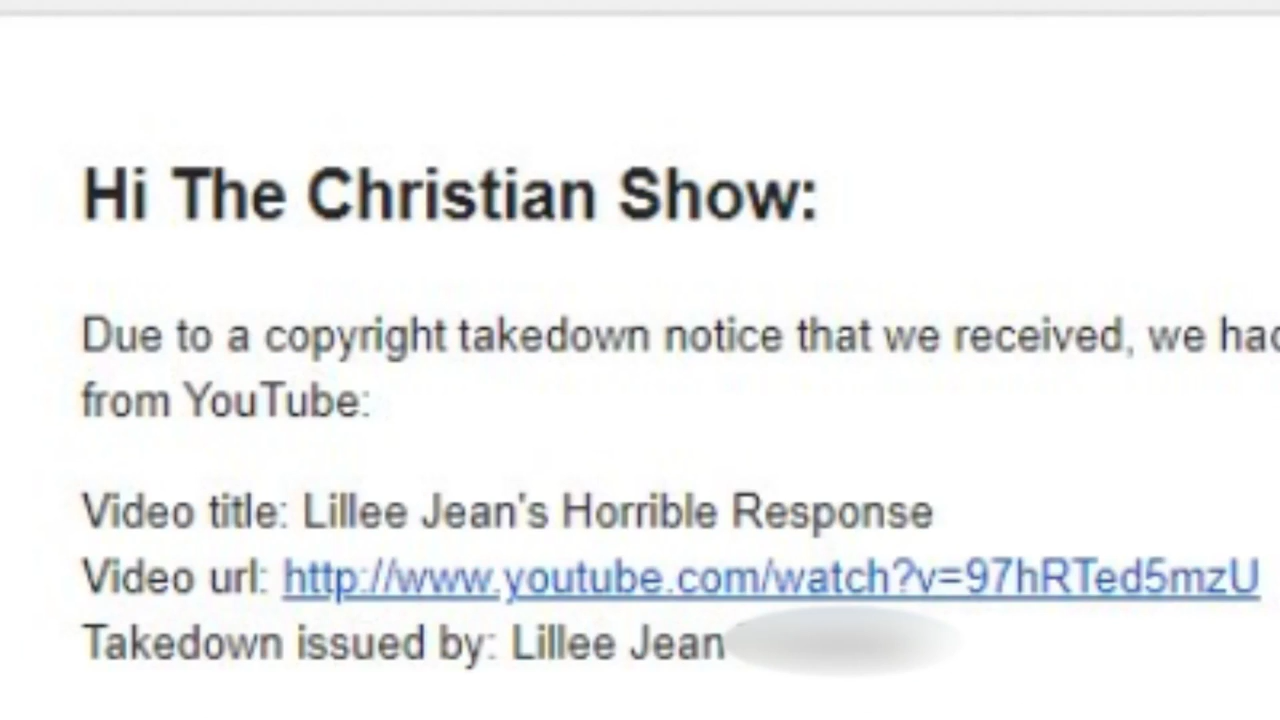 Hi The Christian Show:
Due to a copyright takedown notice that we received, we had
from YouTube:
Video title: Lillee Jean's Horrible Response
Video url: http://www.youtube.com/watch?v=97hRTed5mzU
Takedown issued by: Lillee Jean